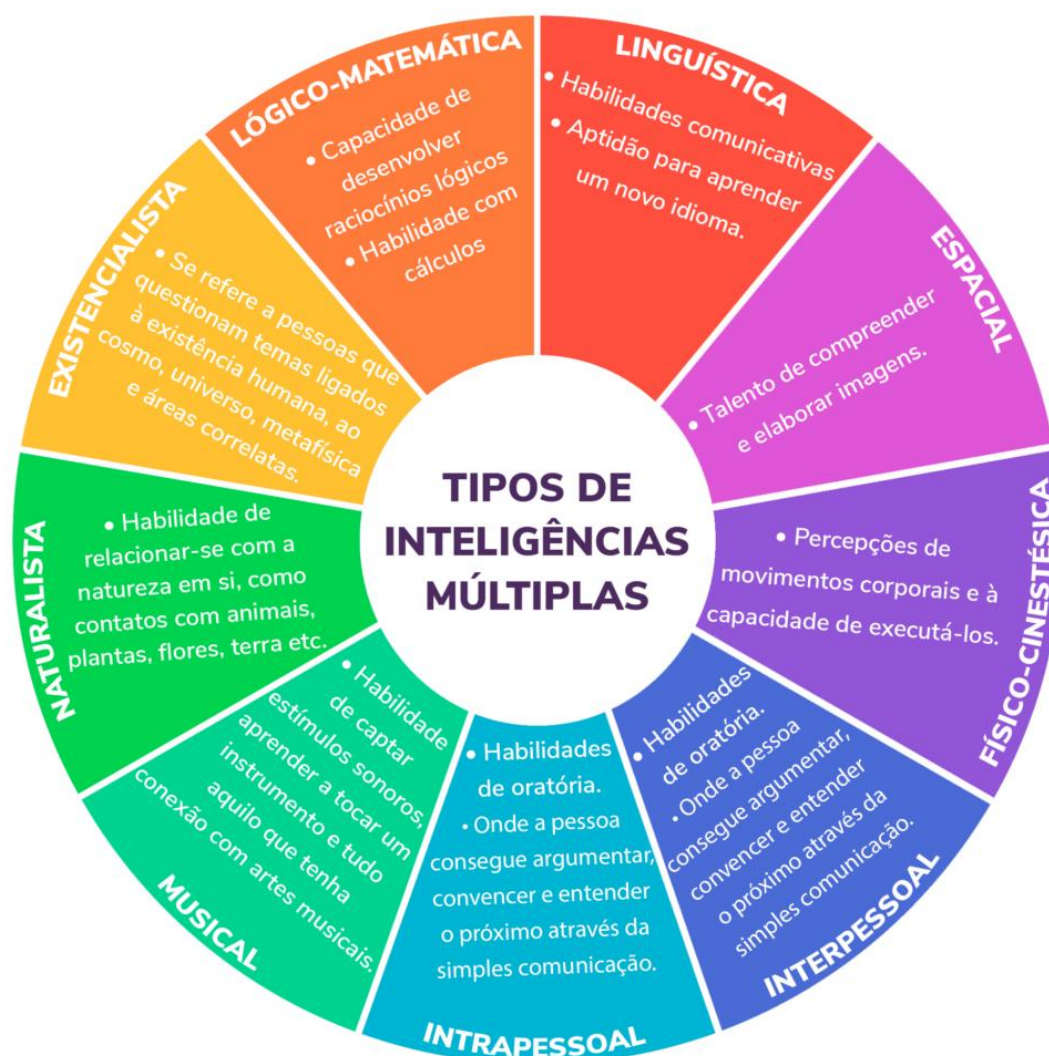 TIPOS DE
INTELIGÊNCIAS
MÚLTIPLAS
LINGUÍSTICA
• Habilidades comunicativas
• Aptidão para aprender
um novo idioma.
ESPACIAL
• Talento de compreender
e elaborar imagens.
FÍSICO-CINESTÉSICA
• Percepções de
movimentos corporais e à
capacidade de executá-los.
INTERPESSOAL
• Habilidades
de oratória.
• Onde a pessoa
consegue argumentar,
convencer e entender
o próximo através da
simples comunicação.
INTRAPESSOAL
• Habilidades
de oratória.
• Onde a pessoa
consegue argumentar,
convencer e entender
o próximo através da
simples comunicação.
MUSICAL
• Habilidade
de captar
estímulos sonoros,
aprender a tocar um
instrumento e tudo
aquilo que tenha
conexão com artes musicais.
NATURALISTA
• Habilidade de
relacionar-se com a
natureza em si, como
contatos com animais,
plantas, flores, terra etc.
EXISTENCIALISTA
• Se refere a pessoas que
questionam temas ligados
à existência humana, ao
cosmo, universo, metafísica
e áreas correlatas.
LÓGICO-MATEMÁTICA
• Capacidade de
desenvolver
raciocínios lógicos
• Habilidade com
cálculos